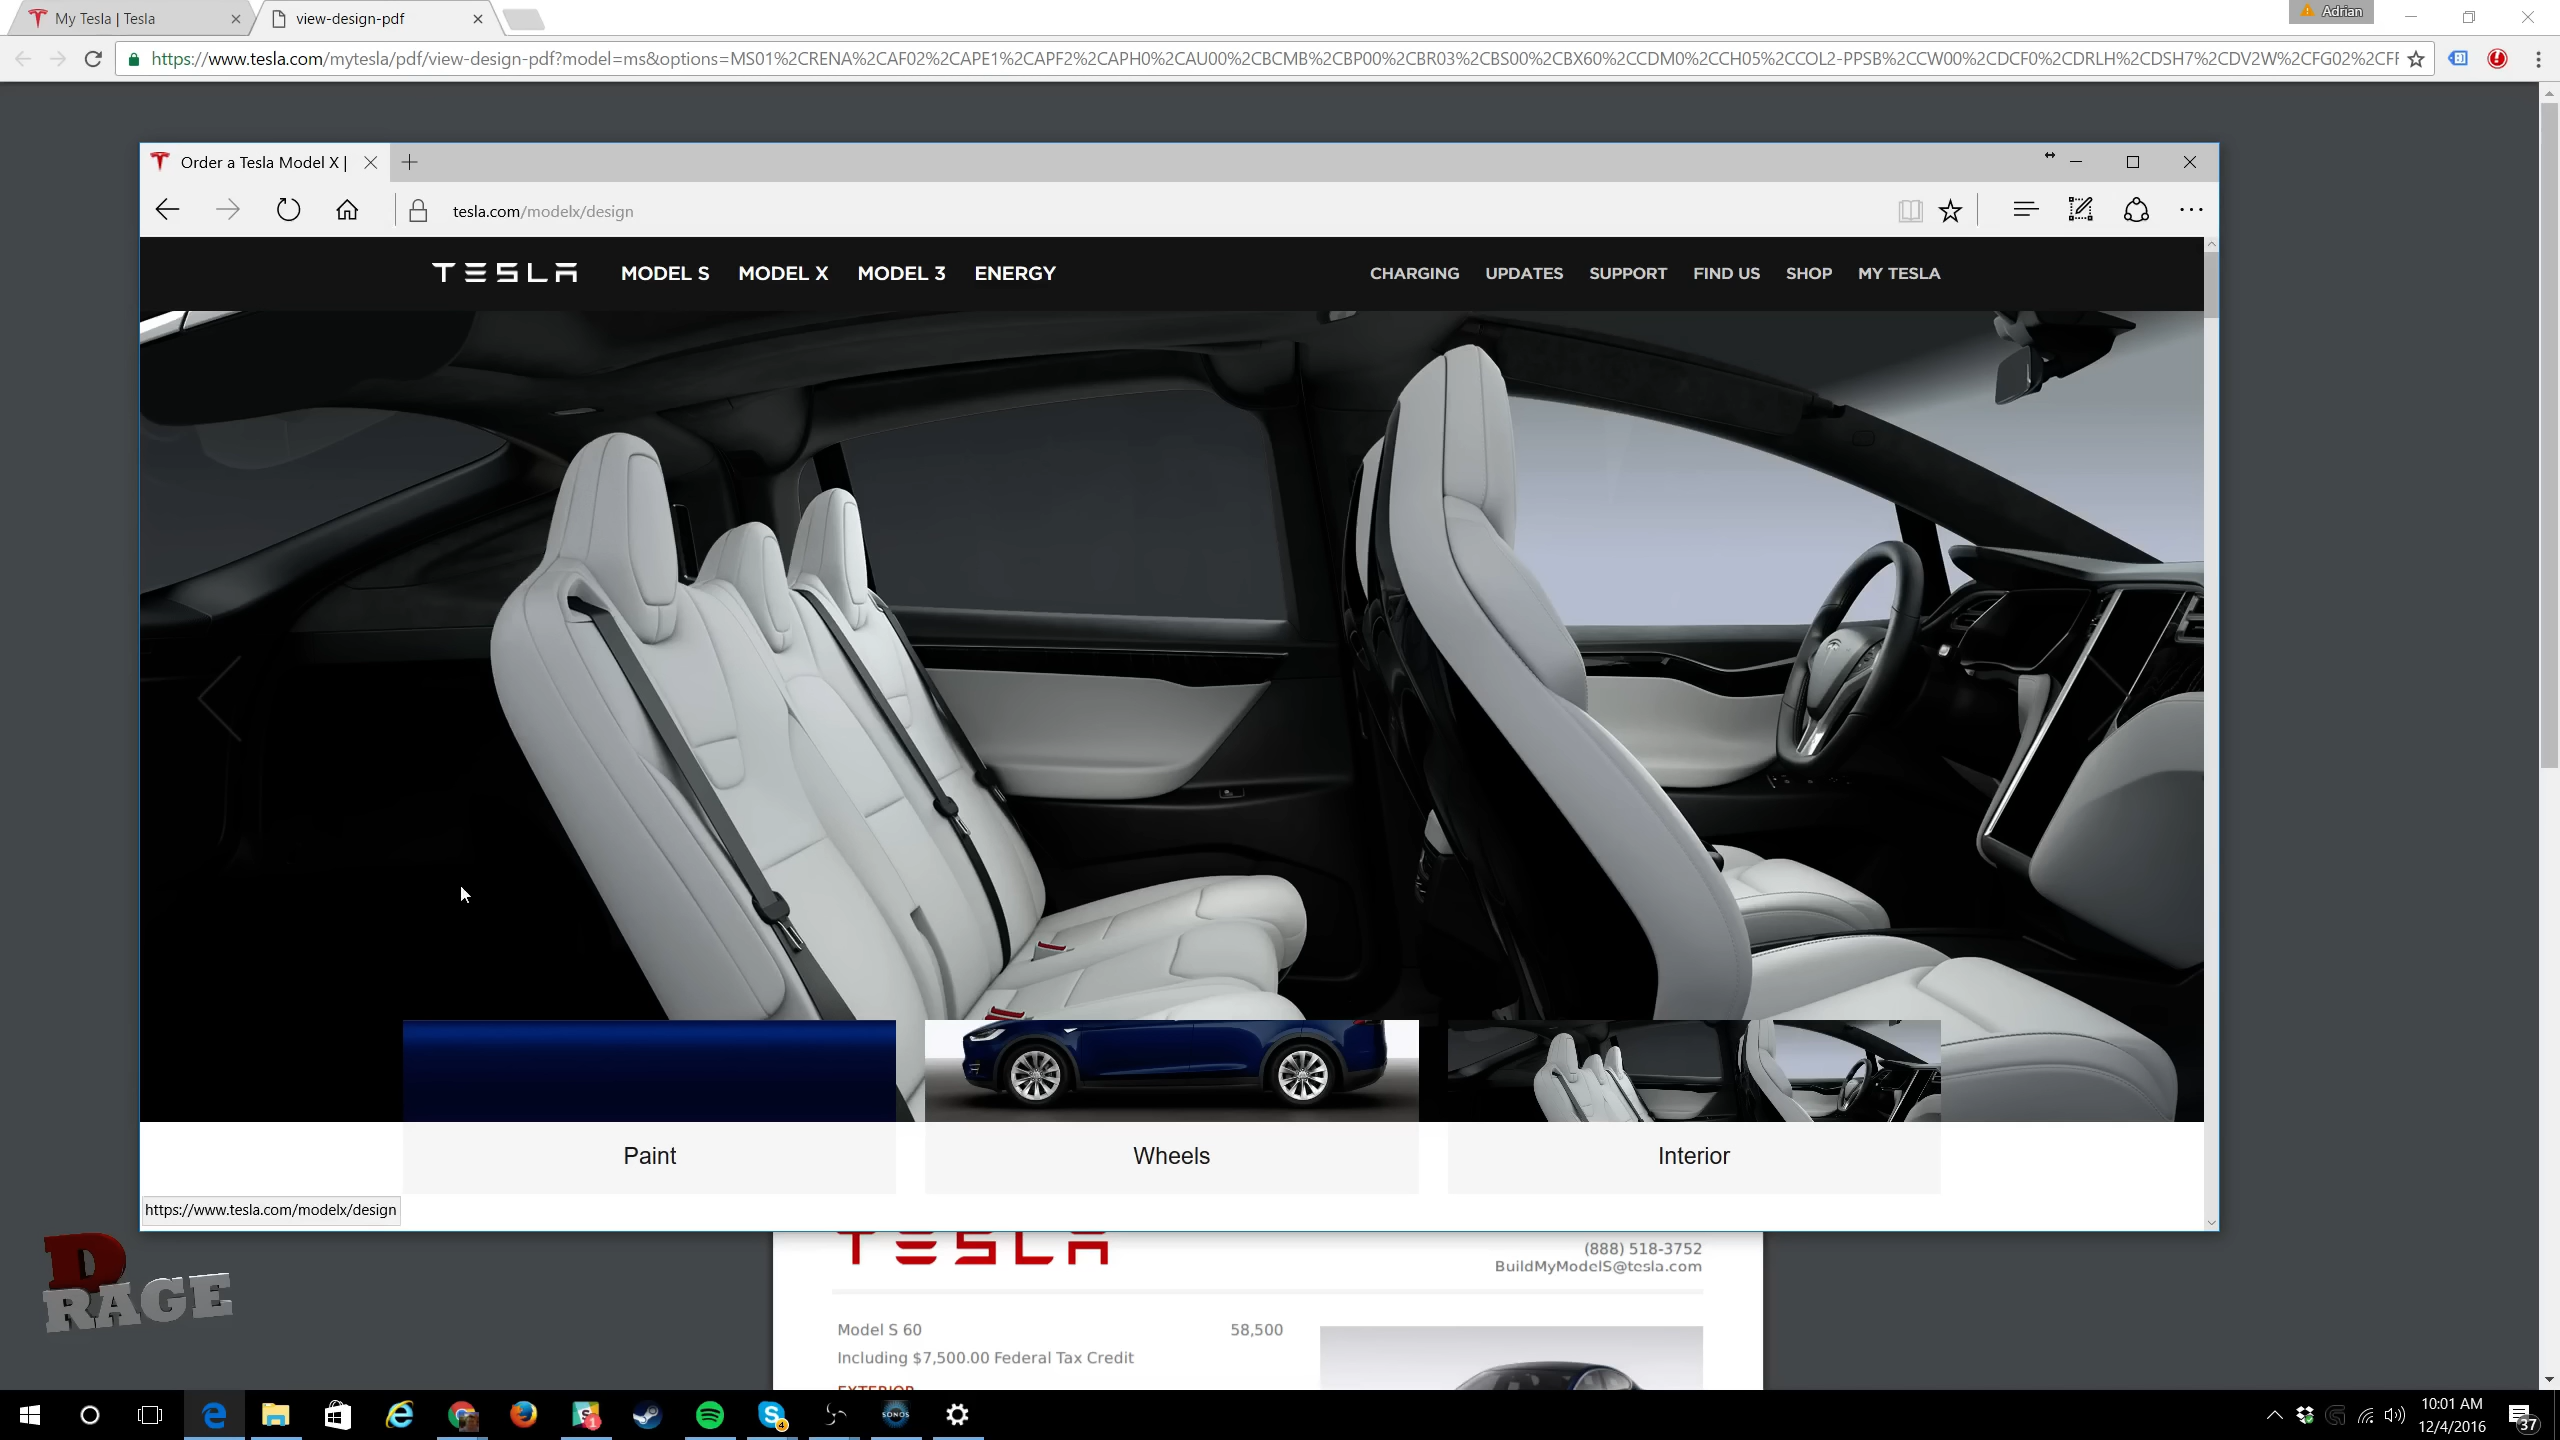 My Tesla | Tesla
view-design-pdf
Adrian
https://www.tesla.com/mytesla/pdf/view-design-pdf?model=ms&options=MS01%2CRENA%2CAF02%2CAPE1%2CAPF2%2CAPH0%2CAU00%2CBCMB%2CBP00%2CBR03%2CBS00%2CBX60%2CCDM0%2CCH05%2CCOL2-PPSB%2CCW00%2CDCF0%2CDRLH%2CDSH7%2CDV2W%2CFG02%2CFF
Order a Tesla Model X |
tesla.com/modelx/design
TESLA MODEL S MODEL X MODEL 3 ENERGY CHARGING UPDATES SUPPORT FIND US SHOP MY TESLA
Paint
Wheels
Interior
https://www.tesla.com/modelx/design
D
RAGE
TESLA
(888) 518-3752
BuildMyModelS@tesla.com
Model S 60 58,500
Including $7,500.00 Federal Tax Credit
EXTERIOR
1
4
SONOS
10:01 AM
12/4/2016
37